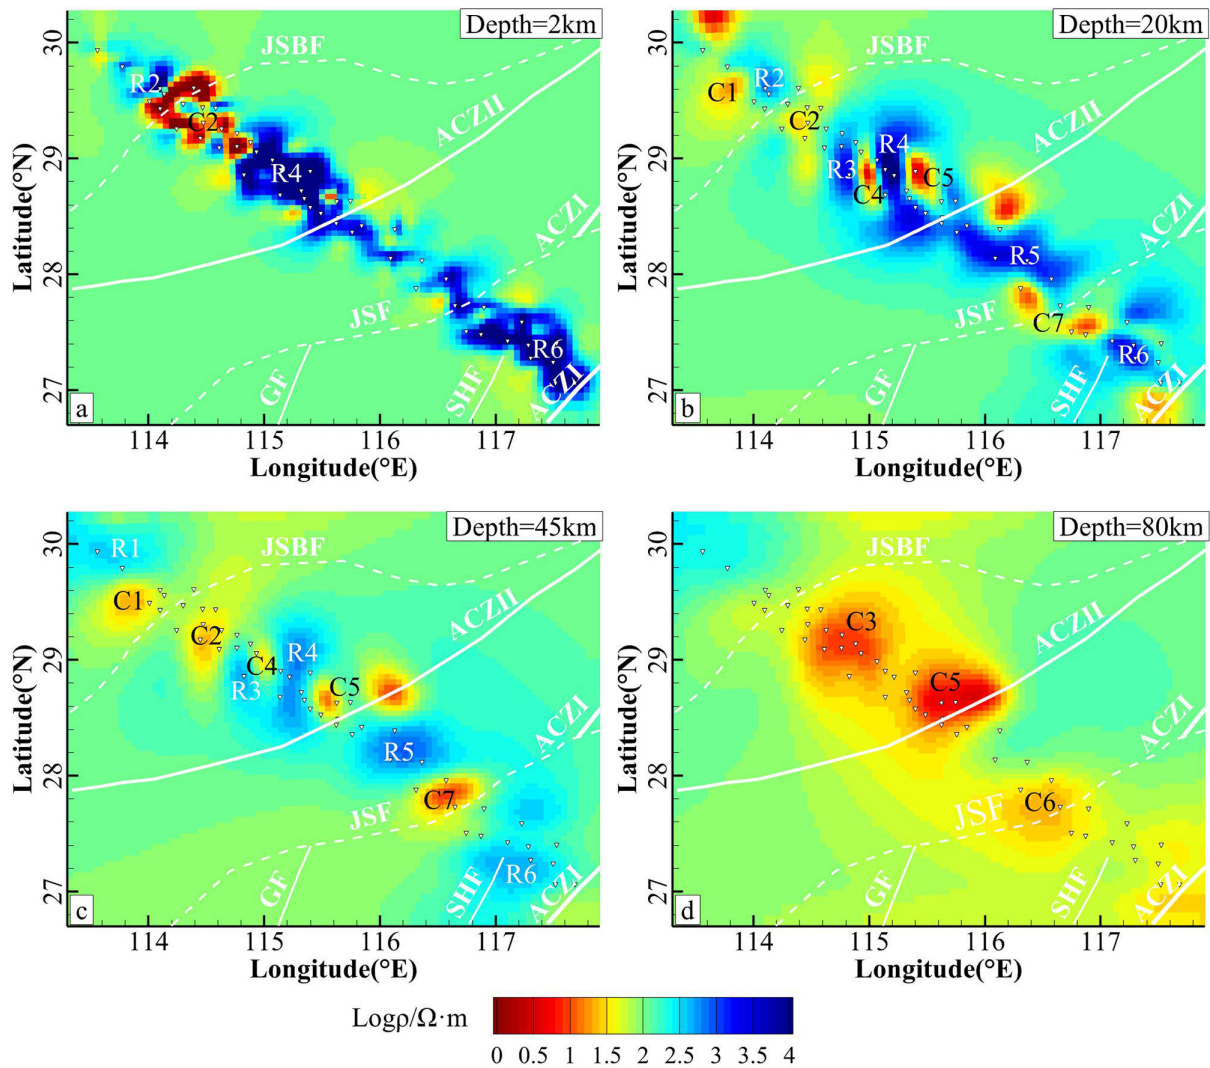 Depth=2km
30
29
28
27
Latitude(°N)
JSBF
R2
C2
R4
ACZII
ACZI
JSF
GF
SHF
R6
ACZI
a
114
115
116
117
Longitude(°E)
Depth=20km
30
29
28
27
Latitude(°N)
JSBF
R2
C1
C2
R4
R3
C4
C5
ACZII
ACZI
R5
JSF
C7
GF
SHF
R6
ACZI
b
114
115
116
117
Longitude(°E)
Depth=45km
30
29
28
27
Latitude(°N)
R1
JSBF
C1
C2
C4
R4
R3
C5
ACZII
ACZI
R5
C7
JSF
GF
SHF
R6
ACZI
c
114
115
116
117
Longitude(°E)
Depth=80km
30
29
28
27
Latitude(°N)
JSBF
C3
C5
ACZII
ACZI
C6
JSF
GF
SHF
ACZI
d
114
115
116
117
Longitude(°E)
Logρ/Ω·m
0 0.5 1 1.5 2 2.5 3 3.5 4